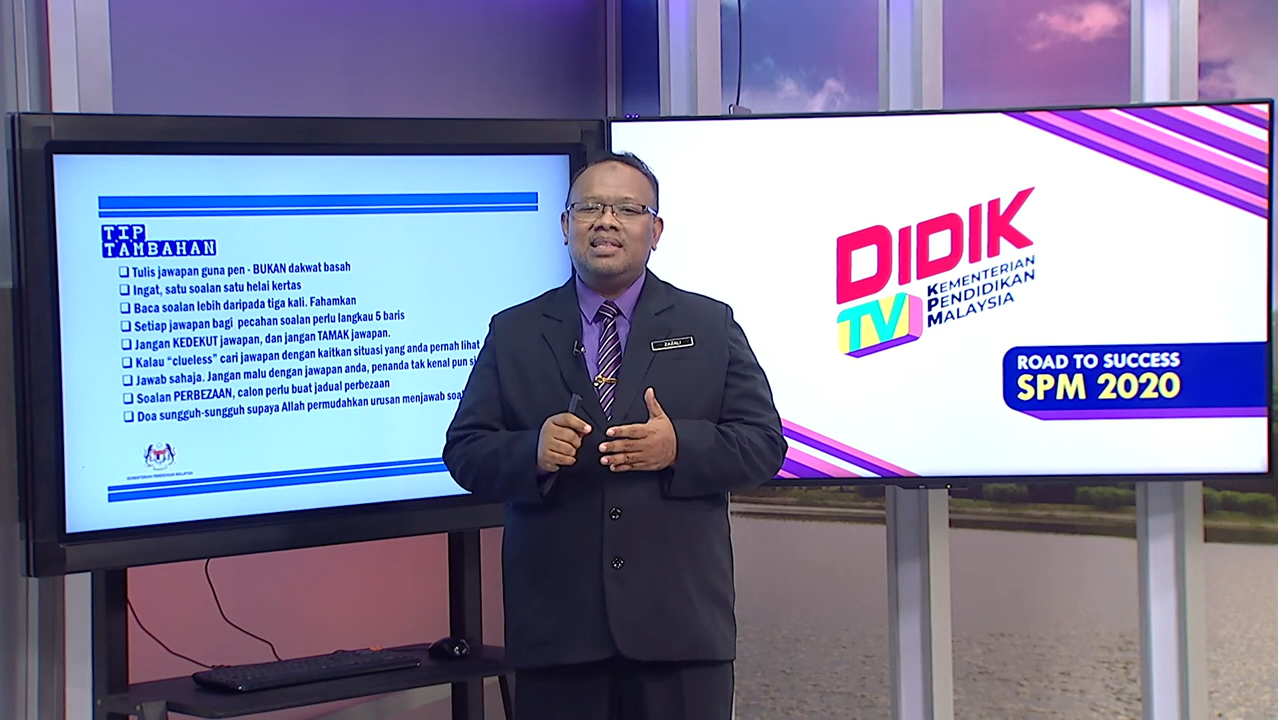 TIP
TAMBAHAN
Tulis jawapan guna pen - BUKAN dakwat basah
Ingat, satu soalan satu helai kertas
Baca soalan lebih daripada tiga kali. Fahamkan
Setiap jawapan bagi pecahan soalan perlu langkau 5 baris
Jangan KEDEKUT jawapan, dan jangan TAMAK jawapan.
Kalau “clueless” cari jawapan dengan kaitkan situasi yang anda pernah lihat
Jawab sahaja. Jangan malu dengan jawapan anda, penanda tak kenal pun
Soalan PERBEZAAN, calon perlu buat jadual perbezaan
Doa sungguh-sungguh supaya Allah permudahkan urusan menjawab
KEMENTERIAN PENDIDIKAN MALAYSIA
ZAZALI
DIDIK
TV
KEMENTERIAN
PENDIDIKAN
MALAYSIA
ROAD TO SUCCESS
SPM 2020